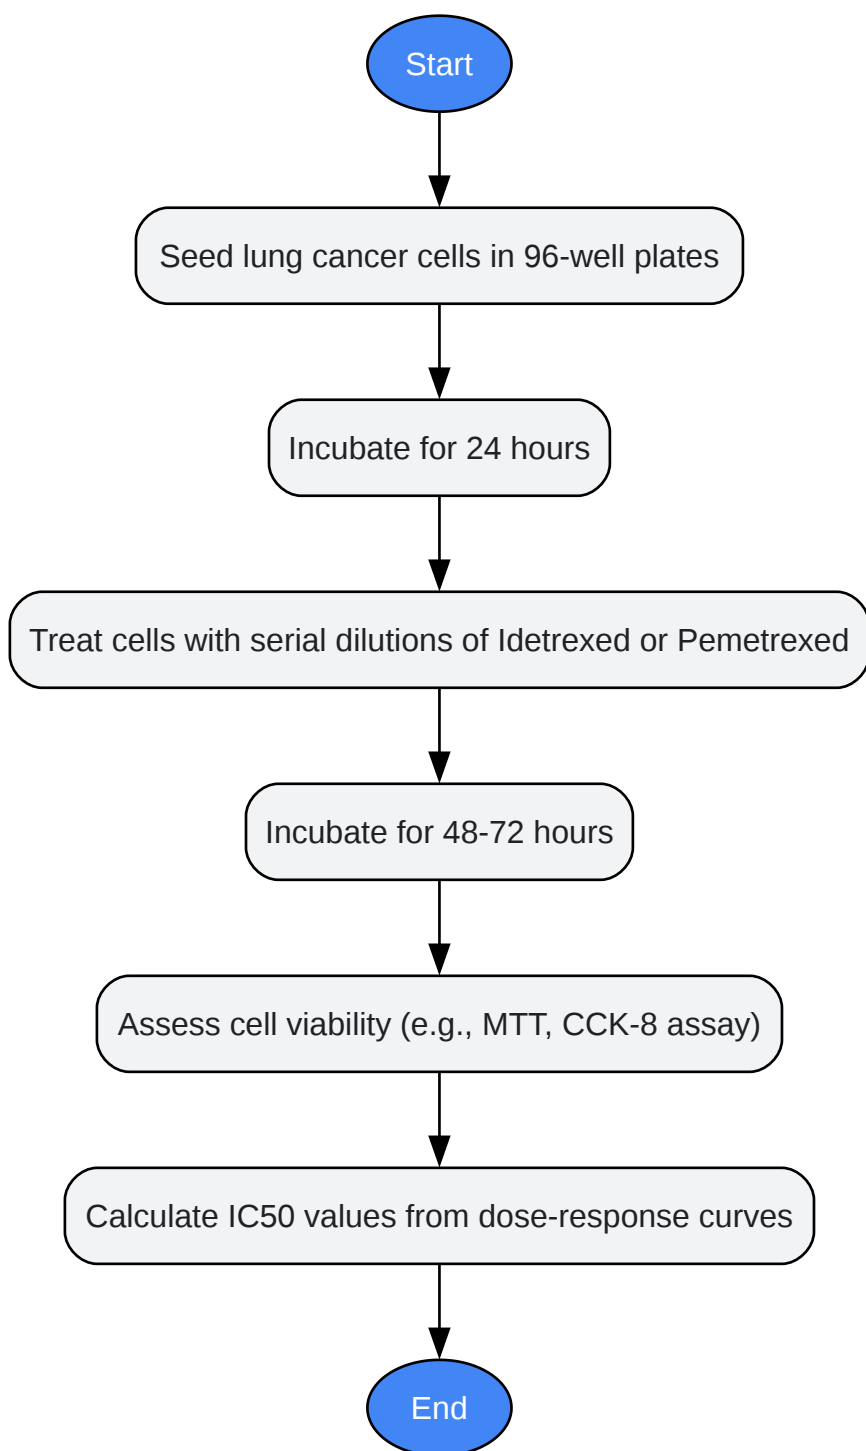 Start
Seed lung cancer cells in 96-well plates
Incubate for 24 hours
Treat cells with serial dilutions of Idetrexed or Pemetrexed
Incubate for 48-72 hours
Assess cell viability (e.g., MTT, CCK-8 assay)
Calculate IC50 values from dose-response curves
End